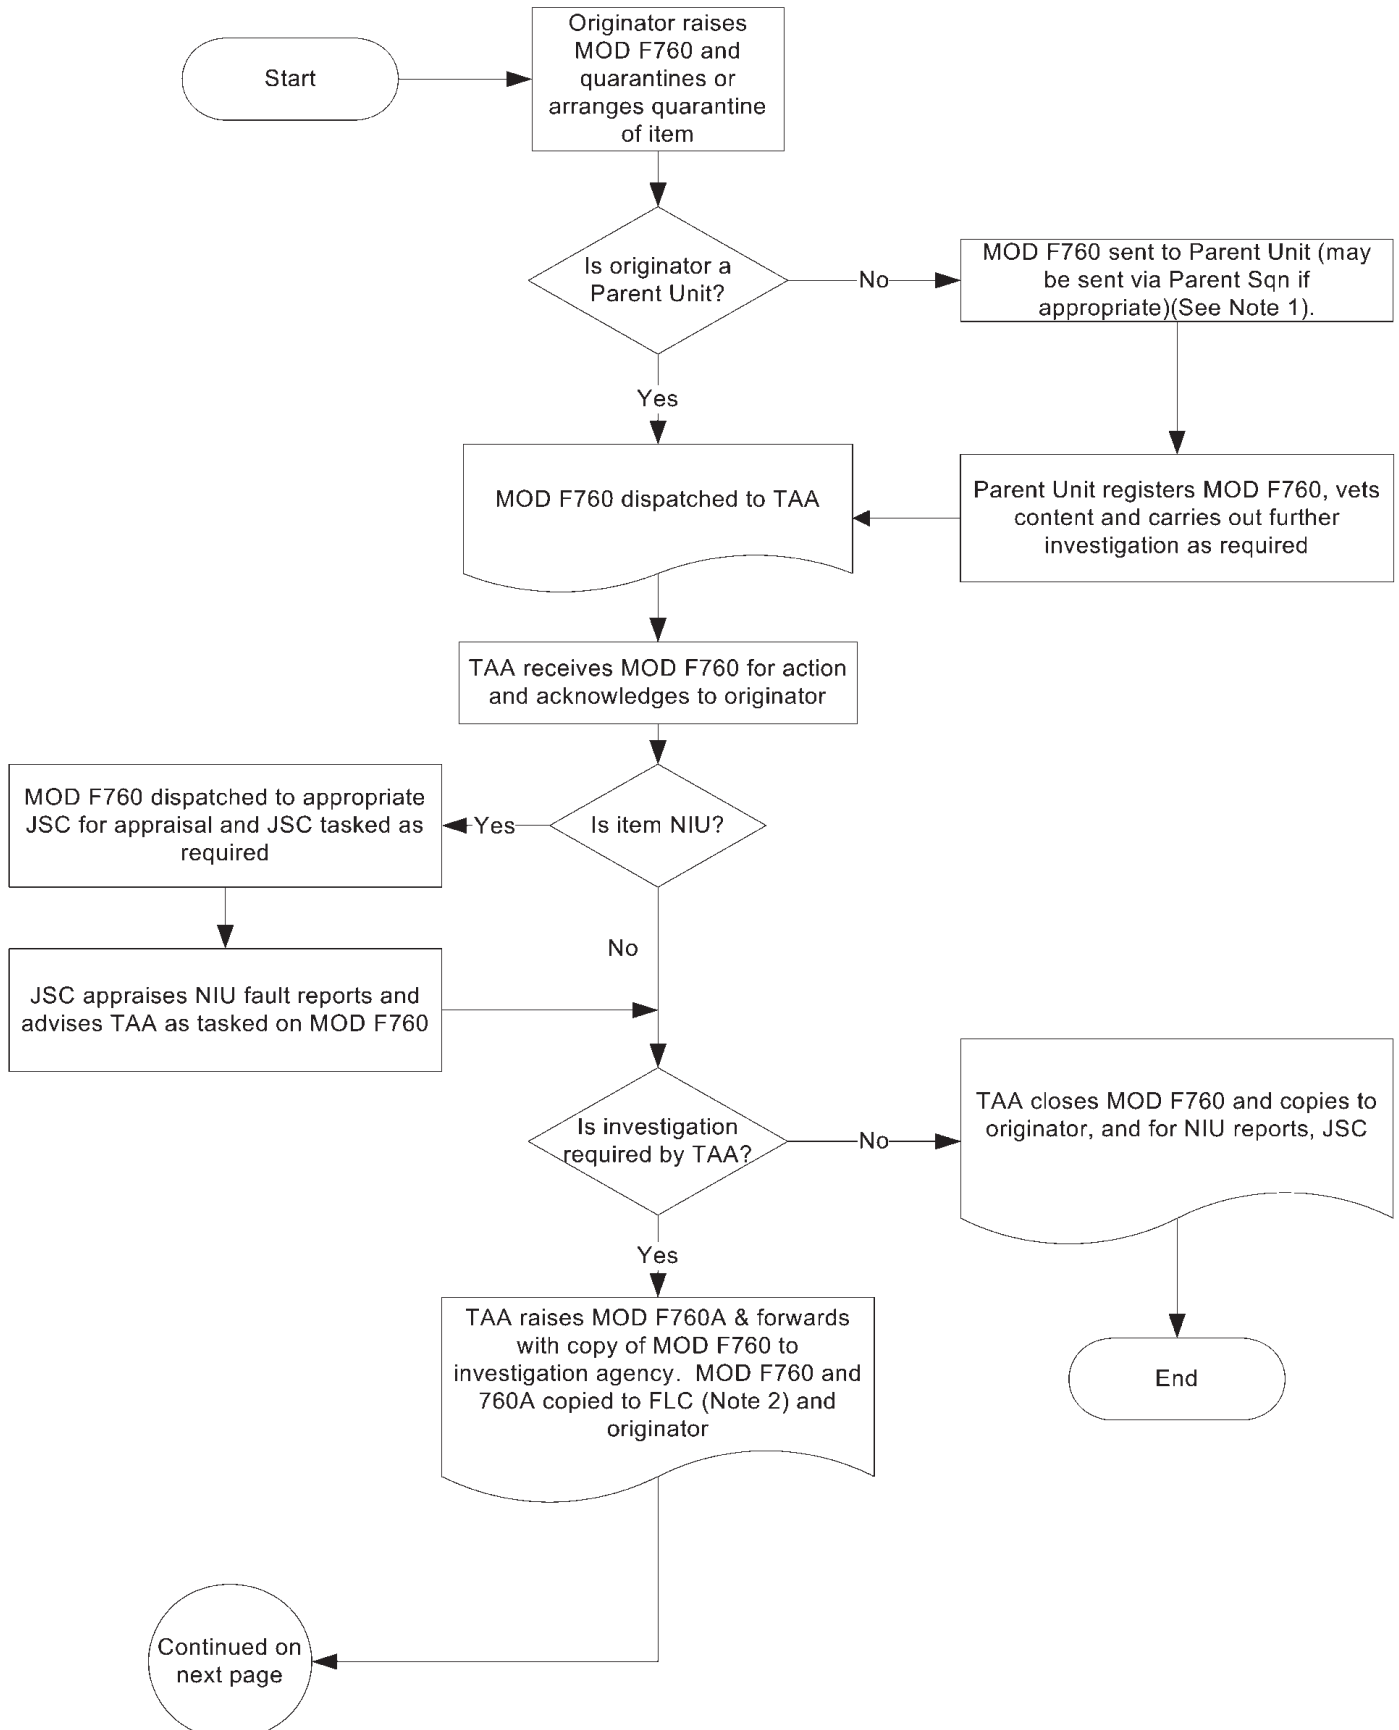 Start
Originator raises
MOD F760 and
quarantines or
arranges quarantine
of item
Is originator a
Parent Unit?
No
MOD F760 sent to Parent Unit (may
be sent via Parent Sqn if
appropriate)(See Note 1).
Yes
MOD F760 dispatched to TAA
Parent Unit registers MOD F760, vets
content and carries out further
investigation as required
TAA receives MOD F760 for action
and acknowledges to originator
MOD F760 dispatched to appropriate
JSC for appraisal and JSC tasked as
required
Yes
Is item NIU?
No
JSC appraises NIU fault reports and
advises TAA as tasked on MOD F760
Is investigation
required by TAA?
No
TAA closes MOD F760 and copies to
originator, and for NIU reports, JSC
Yes
TAA raises MOD F760A & forwards
with copy of MOD F760 to
investigation agency.  MOD F760 and
760A copied to FLC (Note 2) and
originator
End
Continued on
next page